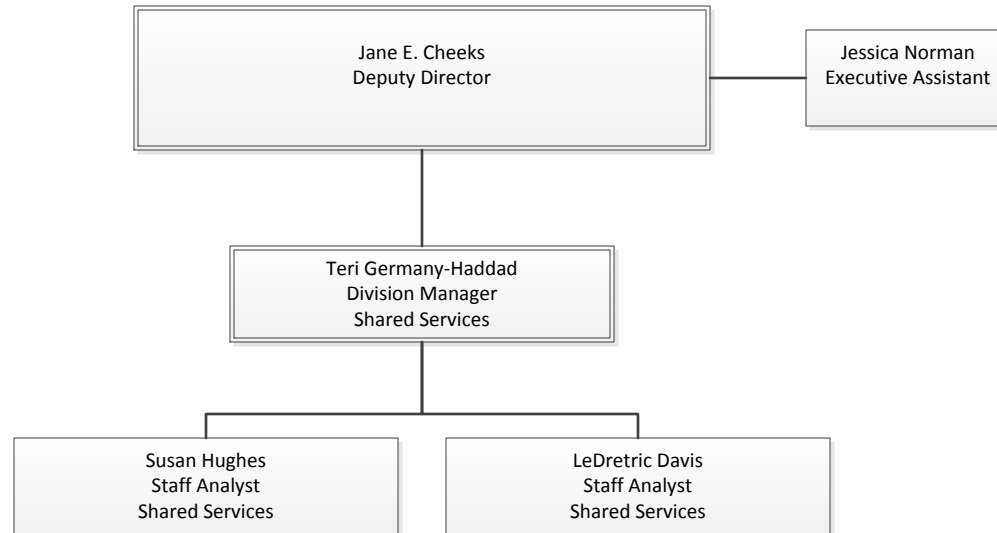 Jane E. Cheeks
Deputy Director
Jessica Norman
Executive Assistant
Teri Germany-Haddad
Division Manager
Shared Services
Susan Hughes
Staff Analyst
Shared Services
LeDretric Davis
Staff Analyst
Shared Services